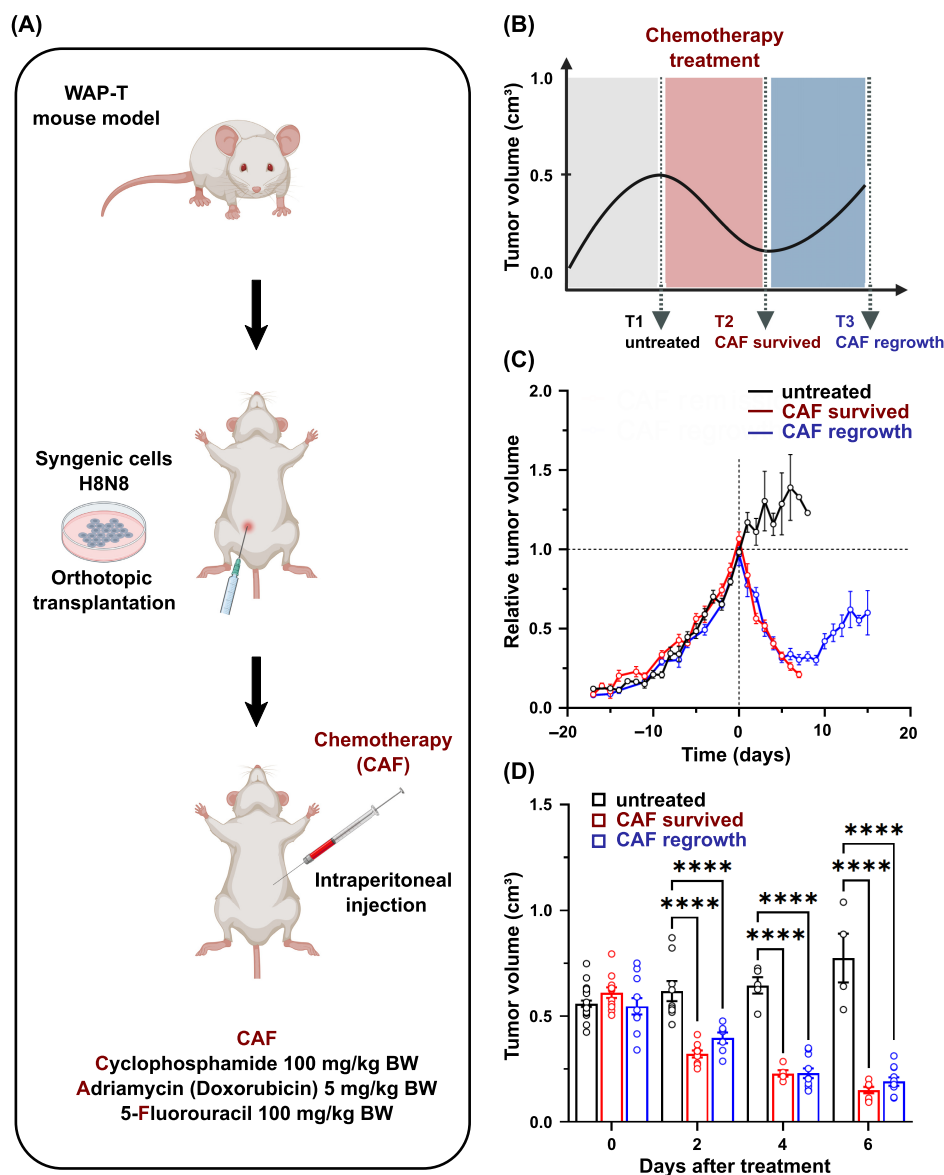 (A)
WAP-T
mouse model
Syngenic cells
H8N8
Orthotopic
transplantation
Chemotherapy
(CAF)
Intraperitoneal
injection
CAF
Cyclophosphamide 100 mg/kg BW
Adriamycin (Doxorubicin) 5 mg/kg BW
5-Fluorouracil 100 mg/kg BW
(B)
Chemotherapy
treatment
Tumor volume (cm³)
1.0
0.5
0.0
T1
untreated
T2
CAF survived
T3
CAF regrowth
(C)
Relative tumor volume
2.0
1.5
1.0
0.5
0.0
untreated
CAF survived
CAF regrowth
–20
–10
0
10
20
Time (days)
(D)
Tumor volume (cm³)
1.5
1.0
0.5
0.0
untreated
CAF survived
CAF regrowth
****
****
****
****
****
****
0
2
4
6
Days after treatment